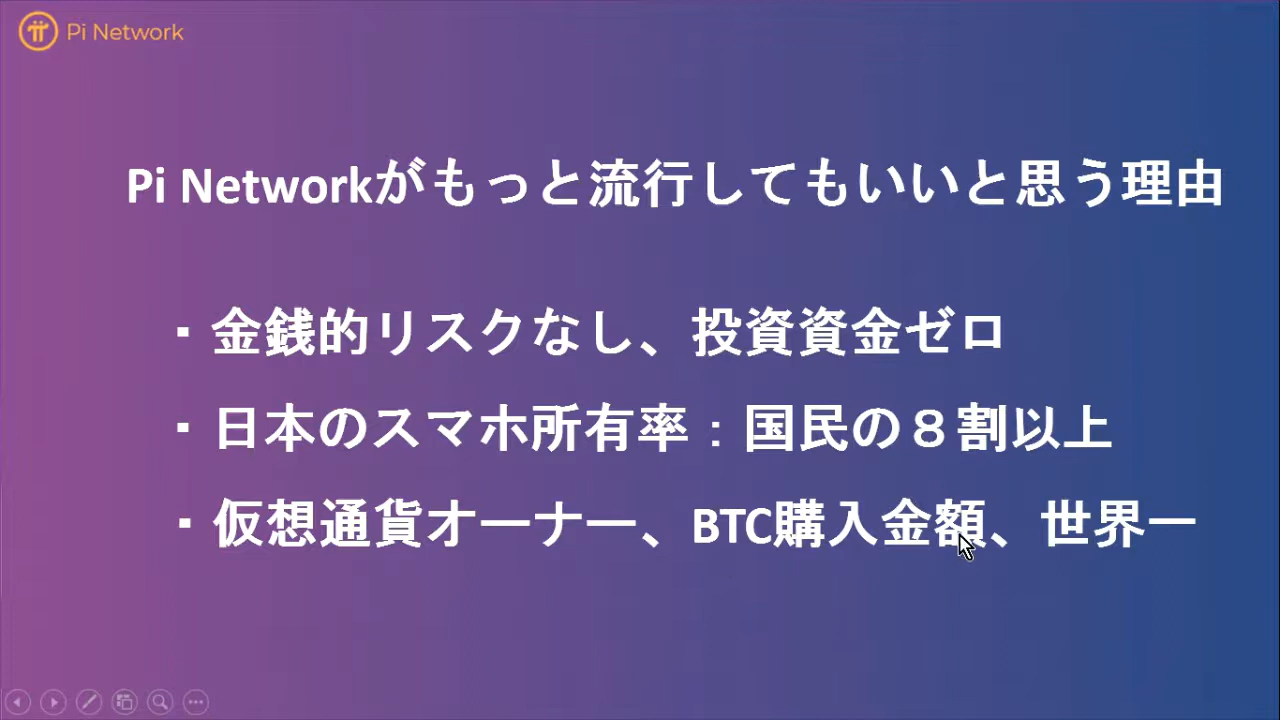 Pi Network
Pi Networkがもっと流行してもいいと思う理由
・金銭的リスクなし、投資資金ゼロ
・日本のスマホ所有率：国民の８割以上
・仮想通貨オーナー、BTC購入金額、世界一